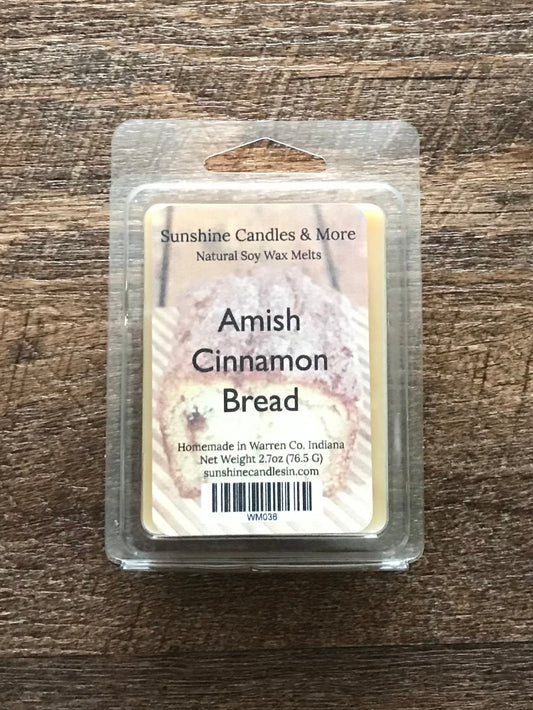 Sunshine Candles & More
Natural Soy Wax Melts
Amish
Cinnamon
Bread
Homemade in Warren Co. Indiana
Net Weight 2.7oz (76.5 G)
sunshinecandlesin.com
WM036